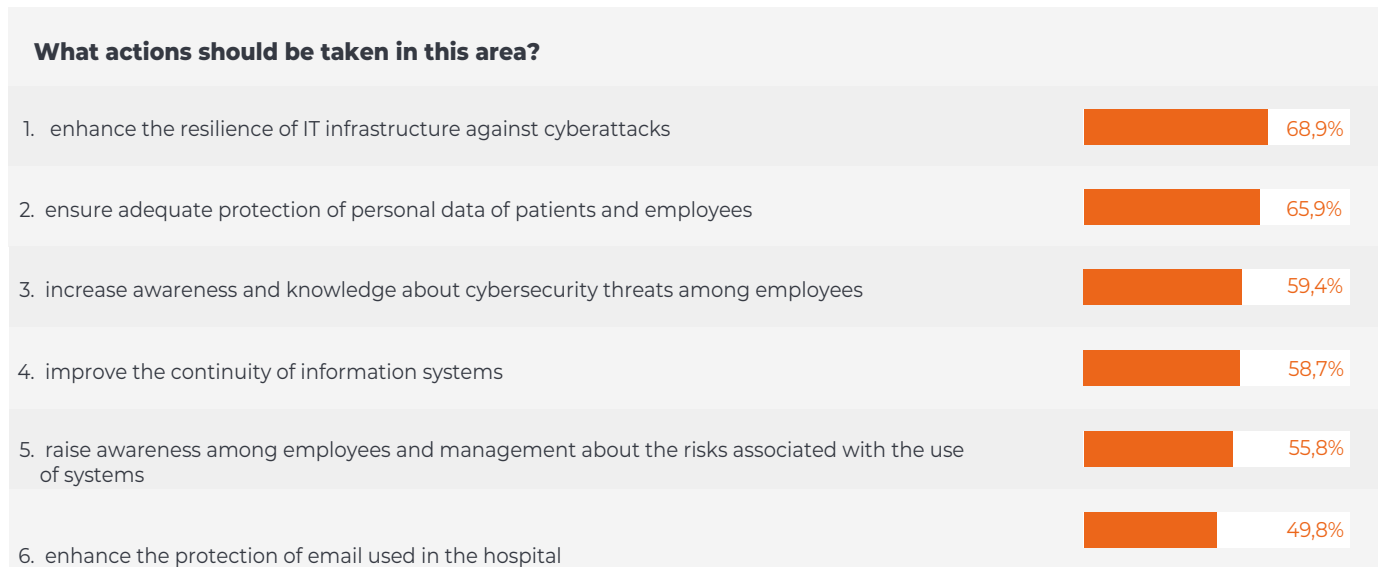 What actions should be taken in this area?
1. enhance the resilience of IT infrastructure against cyberattacks
68,9%
2. ensure adequate protection of personal data of patients and employees
65,9%
3. increase awareness and knowledge about cybersecurity threats among employees
59,4%
4. improve the continuity of information systems
58,7%
5. raise awareness among employees and management about the risks associated with the use
of systems
55,8%
6. enhance the protection of email used in the hospital
49,8%